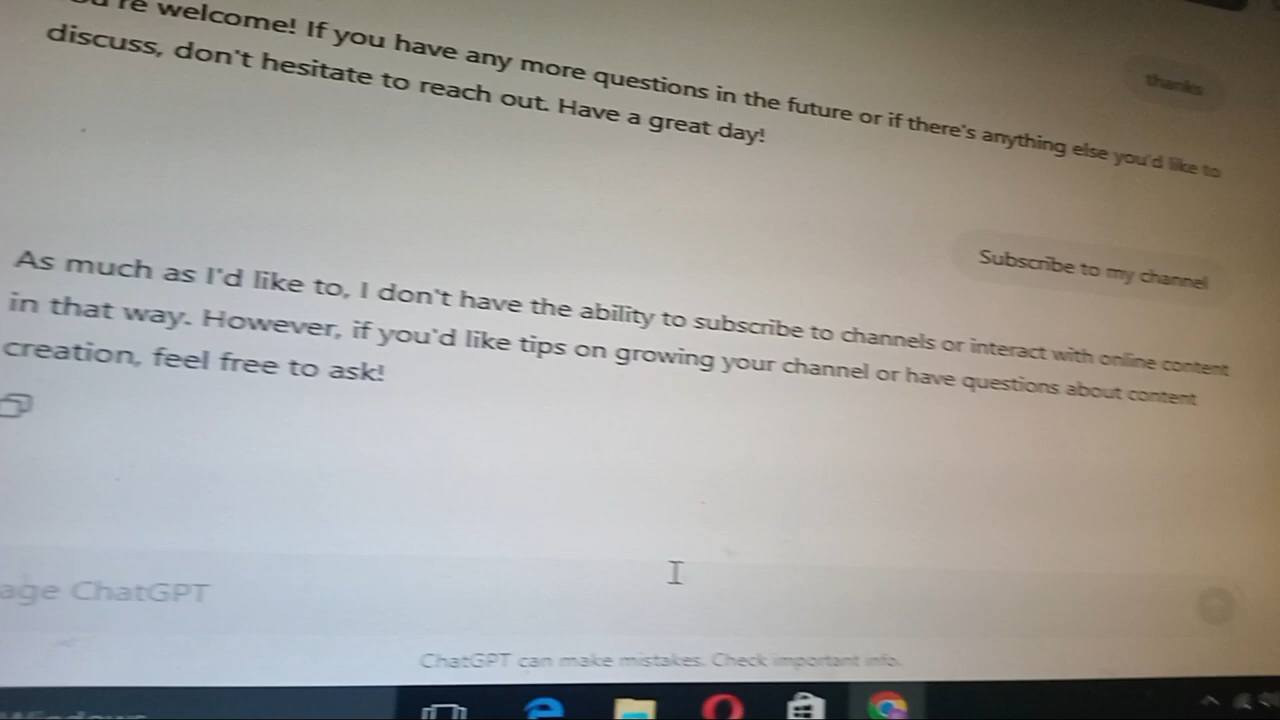 thanks
're welcome! If you have any more questions in the future or if there's anything else you'd like to
discuss, don't hesitate to reach out. Have a great day!
Subscribe to my channel
As much as I'd like to, I don't have the ability to subscribe to channels or interact with online content
in that way. However, if you'd like tips on growing your channel or have questions about content
creation, feel free to ask!
age ChatGPT
ChatGPT can make mistakes. Check important info.